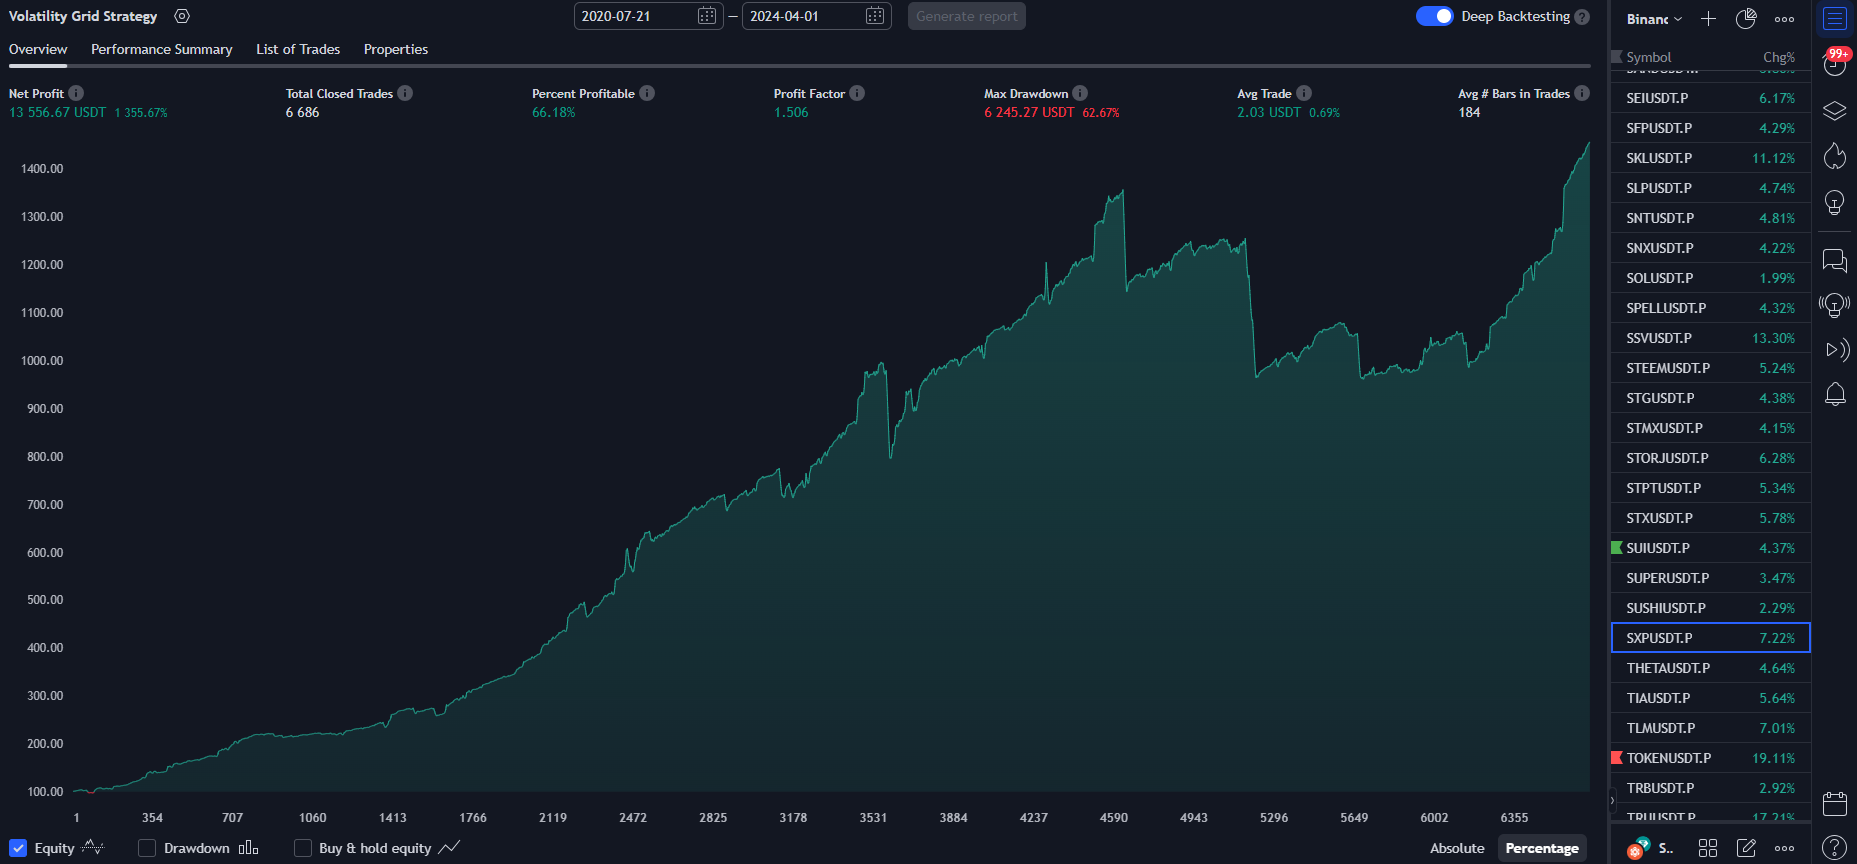 Volatility Grid Strategy
2020-07-21 — 2024-04-01 Generate report
Deep Backtesting ?
Overview Performance Summary List of Trades Properties
Net Profit Total Closed Trades Percent Profitable Profit Factor Max Drawdown Avg Trade Avg # Bars in Trades
13 556.67 USDT 1 355.67% 6 686 66.18% 1.506 6 245.27 USDT 62.67% 2.03 USDT 0.69% 184
1400.00
1300.00
1200.00
1100.00
1000.00
900.00
800.00
700.00
600.00
500.00
400.00
300.00
200.00
100.00
1 354 707 1060 1413 1766 2119 2472 2825 3178 3531 3884 4237 4590 4943 5296 5649 6002 6355
Equity Drawdown Buy & hold equity Absolute Percentage
Binanc
99+
Symbol Chg%
SEIUSDT.P 6.17%
SFPUSDT.P 4.29%
SKLUSDT.P 11.12%
SLPUSDT.P 4.74%
SNTUSDT.P 4.81%
SNXUSDT.P 4.22%
SOLUSDT.P 1.99%
SPELLUSDT.P 4.32%
SSVUSDT.P 13.30%
STEEMUSDT.P 5.24%
STGUSDT.P 4.38%
STMXUSDT.P 4.15%
STORJUSDT.P 6.28%
STPTUSDT.P 5.34%
STXUSDT.P 5.78%
SUIUSDT.P 4.37%
SUPERUSDT.P 3.47%
SUSHIUSDT.P 2.29%
SXPUSDT.P 7.22%
THETAUSDT.P 4.64%
TIAUSDT.P 5.64%
TLMUSDT.P 7.01%
TOKENUSDT.P 19.11%
TRBUSDT.P 2.92%
TRUUSDT.P 17.21%
S..